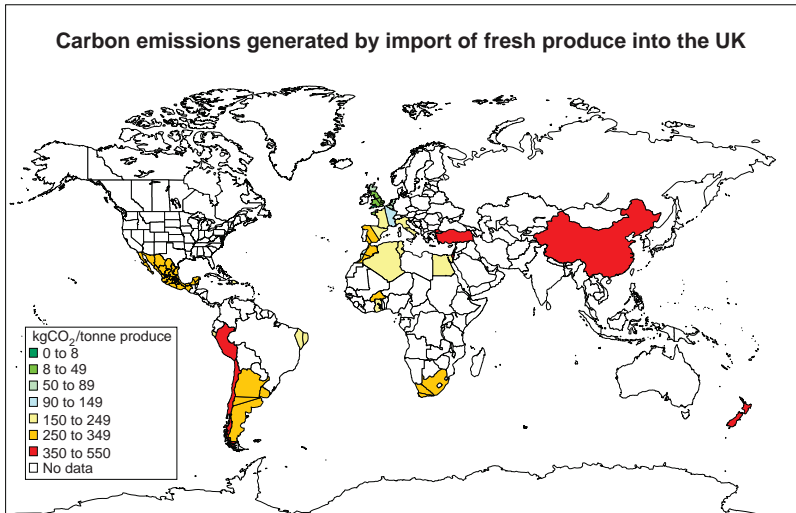 Carbon emissions generated by import of fresh produce into the UK
kgCO₂/tonne produce
0 to 8
8 to 49
50 to 89
90 to 149
150 to 249
250 to 349
350 to 550
No data